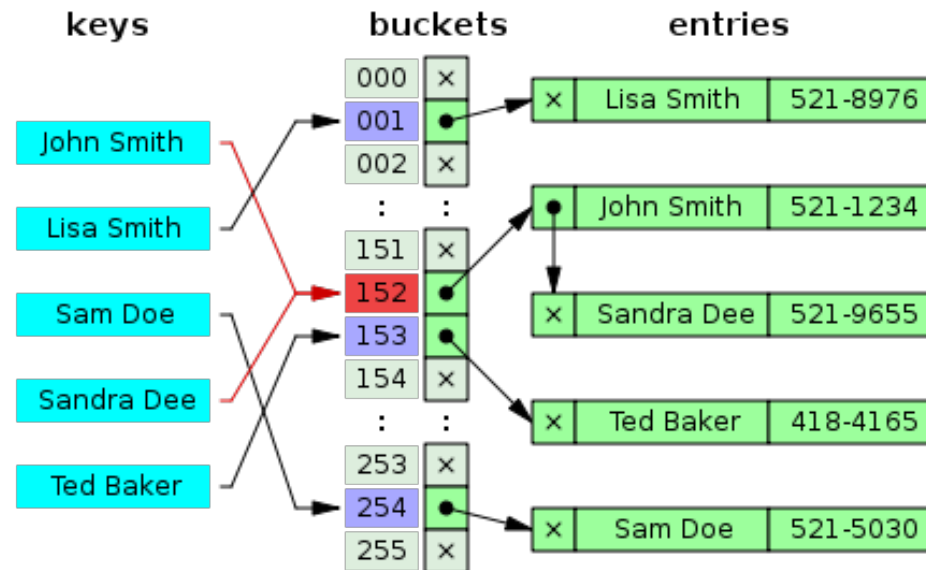 keys buckets entries
000 ×
× Lisa Smith 521-8976
001
John Smith
002 ×
: :
× John Smith 521-1234
Lisa Smith
151 ×
152
Sam Doe
× Sandra Dee 521-9655
153
154 ×
Sandra Dee
: :
× Ted Baker 418-4165
253 ×
Ted Baker
254
× Sam Doe 521-5030
255 ×